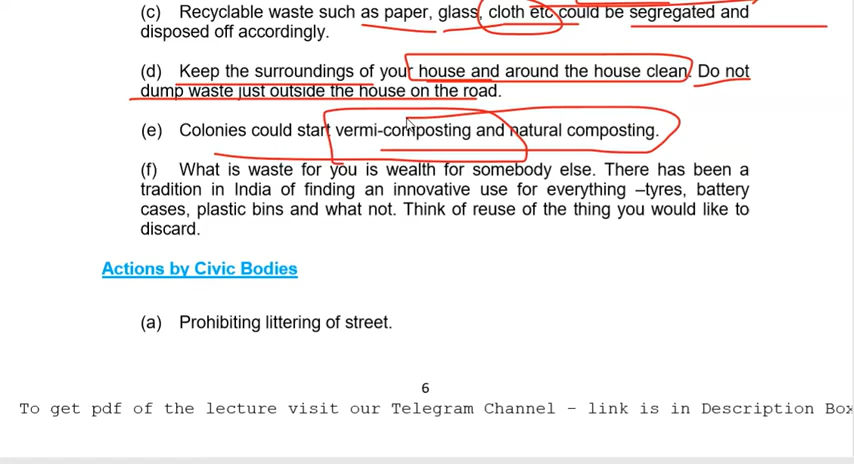 (c) Recyclable waste such as paper, glass, cloth etc could be segregated and
disposed off accordingly.
(d) Keep the surroundings of your house and around the house clean. Do not
dump waste just outside the house on the road.
(e) Colonies could start vermi-composting and natural composting.
(f) What is waste for you is wealth for somebody else. There has been a
tradition in India of finding an innovative use for everything –tyres, battery
cases, plastic bins and what not. Think of reuse of the thing you would like to
discard.
Actions by Civic Bodies
(a) Prohibiting littering of street.
6
To get pdf of the lecture visit our Telegram Channel - link is in Description Box